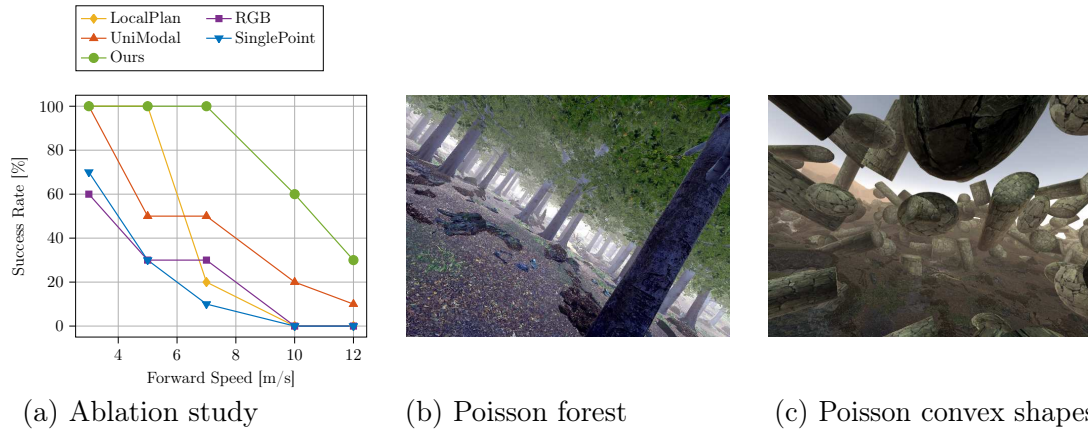 LocalPlan
RGB
UniModal
SinglePoint
Ours
100
80
60
40
20
0
Success Rate [%]
4 6 8 10 12
Forward Speed [m/s]
(a) Ablation study
(b) Poisson forest
(c) Poisson convex shapes